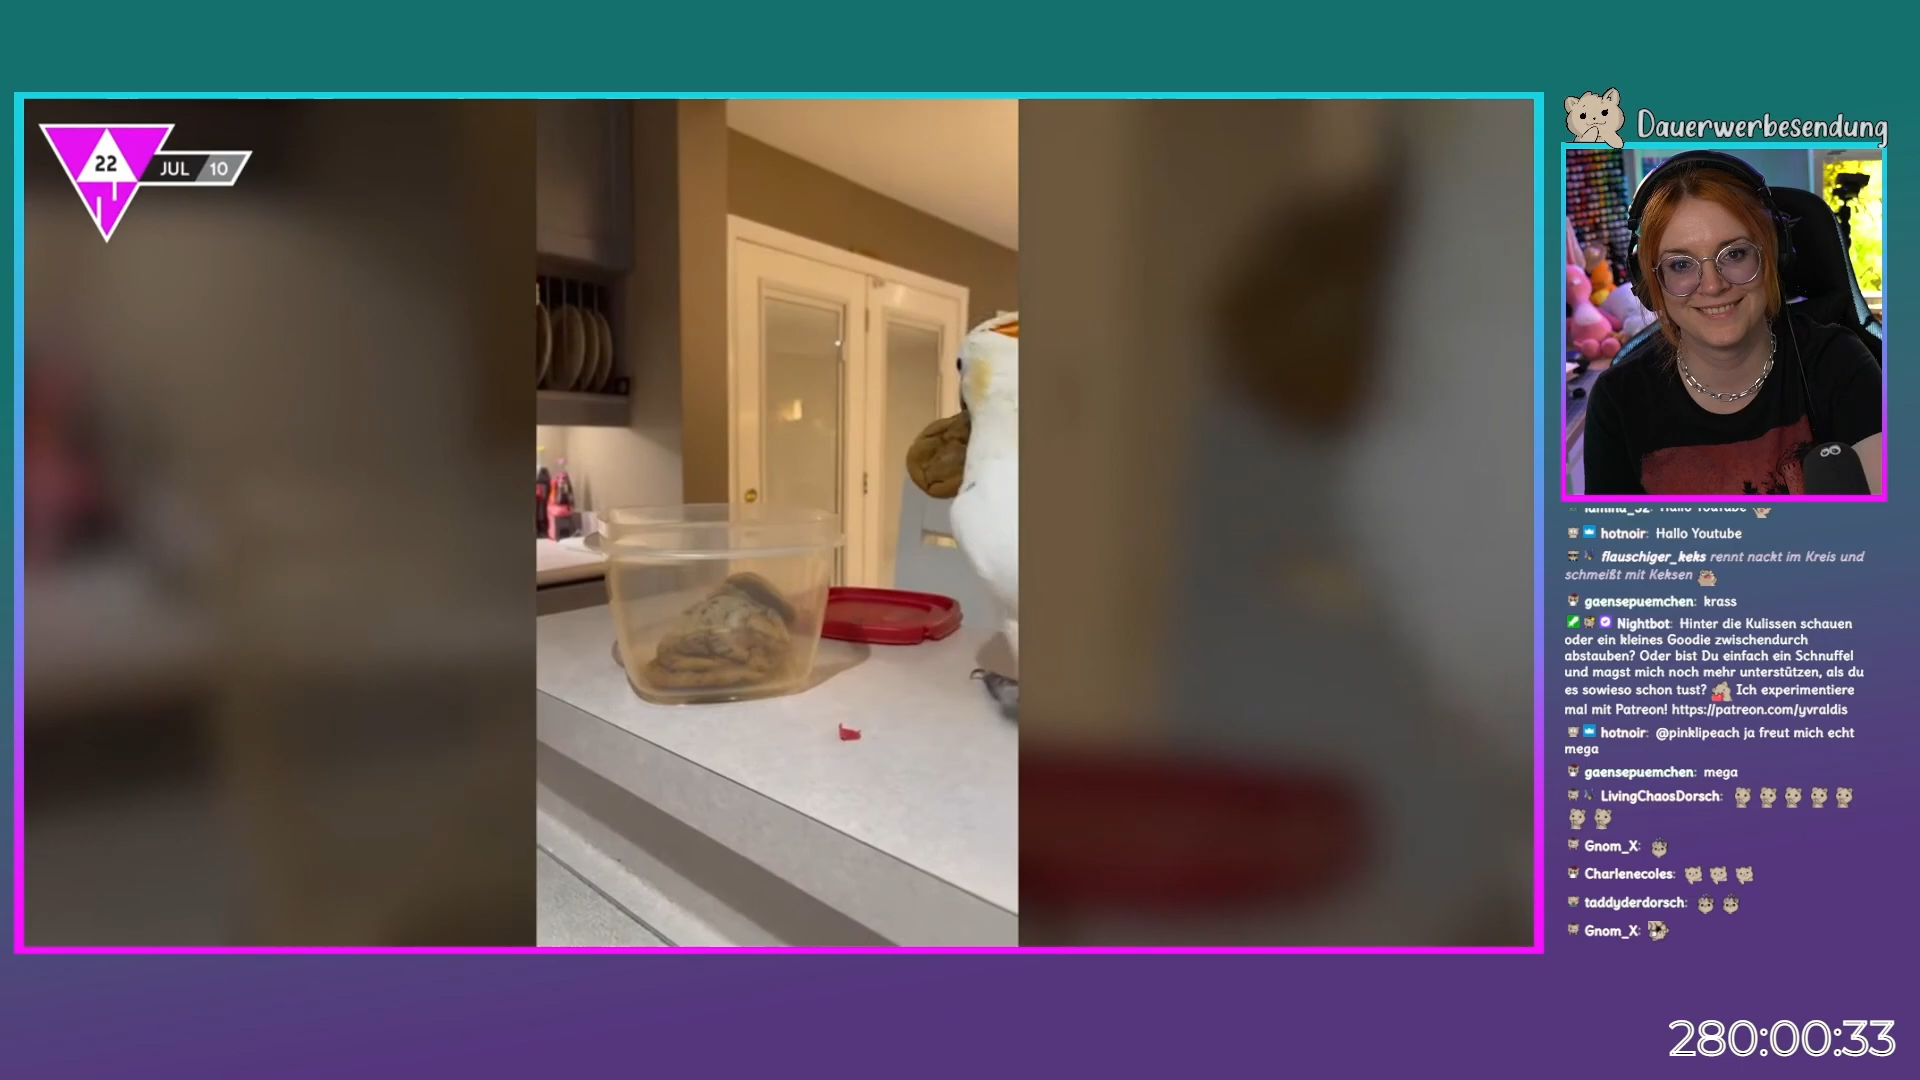 22
JUL 10
Dauerwerbesendung
lamina_52: Hallo Youtube
hotnoir: Hallo Youtube
flauschiger_keks rennt nackt im Kreis und
schmeißt mit Keksen
gaensepuemchen: krass
Nightbot: Hinter die Kulissen schauen
oder ein kleines Goodie zwischendurch
abstauben? Oder bist Du einfach ein Schnuffel
und magst mich noch mehr unterstützen, als du
es sowieso schon tust? Ich experimentiere
mal mit Patreon! https://patreon.com/yvraldis
hotnoir: @pinklipeach ja freut mich echt
mega
gaensepuemchen: mega
LivingChaosDorsch:
Gnom_X:
Charlenecoles:
taddyderdorsch:
Gnom_X:
280:00:33